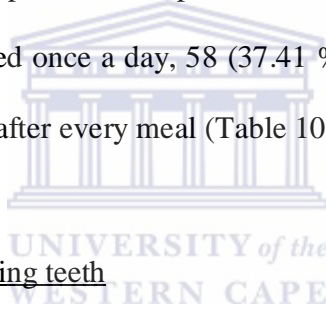 ed once a day, 58 (37.41 %
after every meal (Table 10
UNIVERSITY of the
ing teeth
WESTERN CAPE